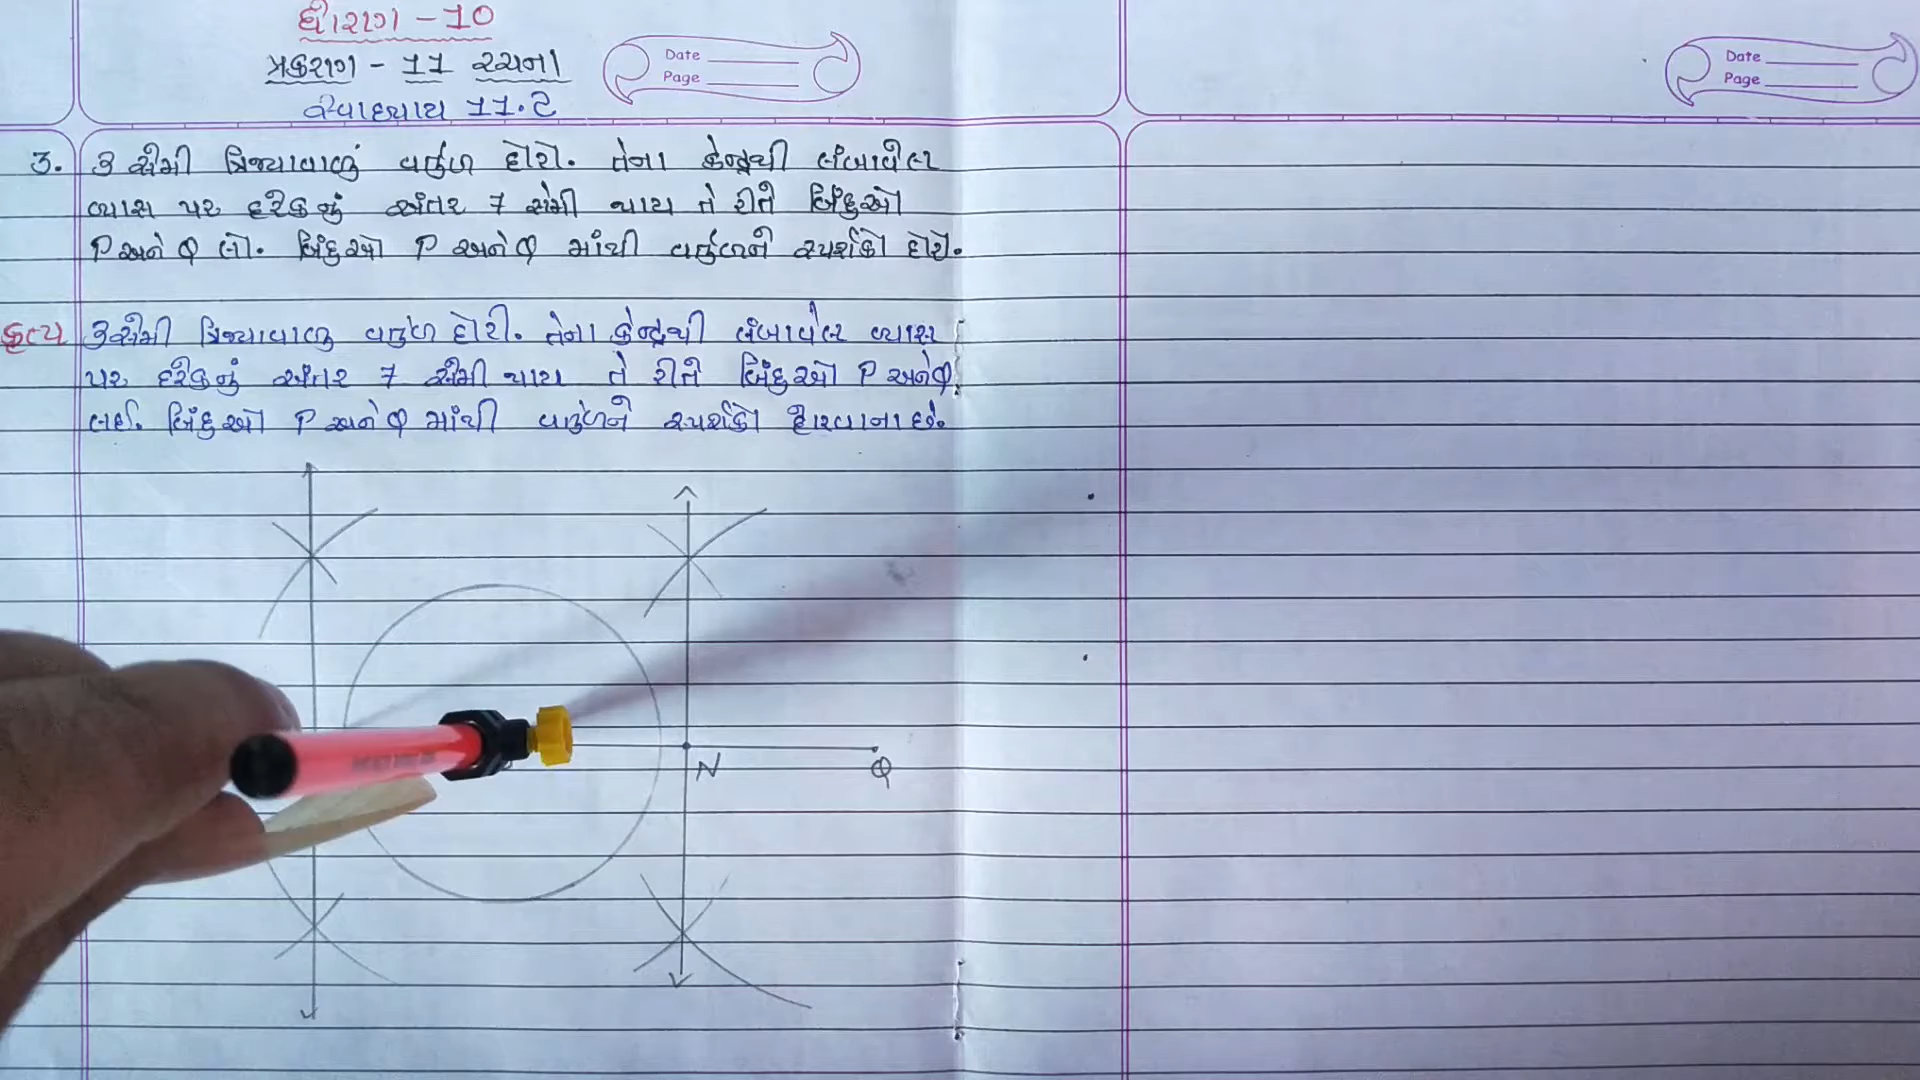 ધોરણ - 10
પ્રકરણ - 11 રચના
સ્વાધ્યાય 11.2
Date
Page
Date
Page
3. 3 સેમી ત્રિજ્યાવાળું વર્તુળ દોરો. તેના કેન્દ્રથી લંબાવેલ
વ્યાસ પર દરેકનું અંતર 7 સેમી થાય તે રીતે બિંદુઓ
P અને Q લો. બિંદુઓ P અને Q માંથી વર્તુળને સ્પર્શકો દોરો.
કૃત્ય 3 સેમી ત્રિજ્યાવાળુ વર્તુળ દોરી. તેના કેન્દ્રથી લંબાવેલ વ્યાસ
પર દરેકનું અંતર 7 સેમી થાય તે રીતે બિંદુઓ P અને Q
લઈ. બિંદુઓ P અને Q માંથી વર્તુળને સ્પર્શકો દોરવાના છે.
N
Q